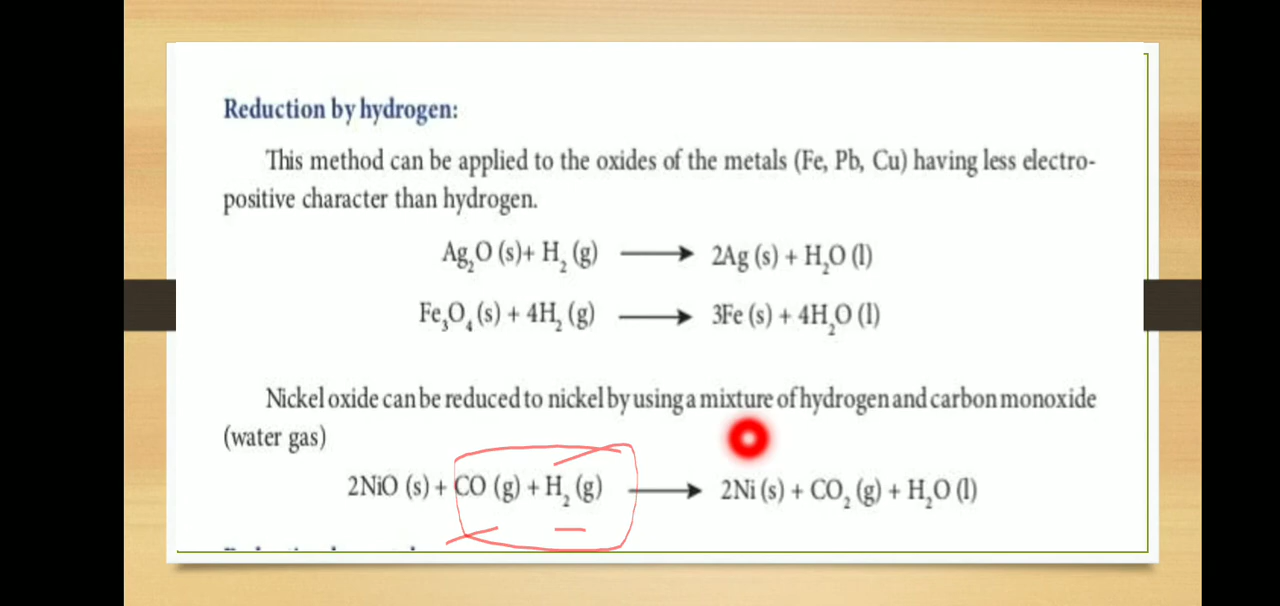 Reduction by hydrogen:
This method can be applied to the oxides of the metals (Fe, Pb, Cu) having less electro-
positive character than hydrogen.
Ag₂O (s)+ H₂ (g) ⟶ 2Ag (s) + H₂O (l)
Fe₃O₄ (s) + 4H₂ (g) ⟶ 3Fe (s) + 4H₂O (l)
Nickel oxide can be reduced to nickel by using a mixture of hydrogen and carbon monoxide
(water gas)
2NiO (s) + CO (g) + H₂ (g) ⟶ 2Ni (s) + CO₂ (g) + H₂O (l)